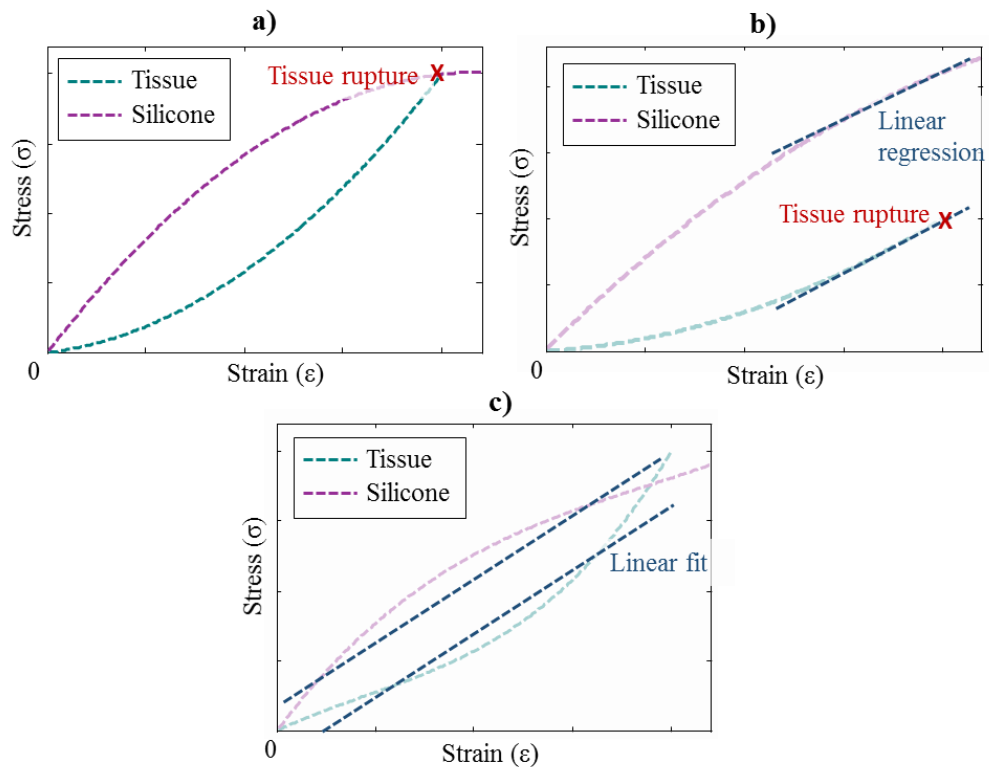 a)
Tissue
Silicone
Tissue rupture
X
Stress (σ)
0
Strain (ε)
b)
Tissue
Silicone
Linear
regression
Tissue rupture
X
Stress (σ)
0
Strain (ε)
c)
Tissue
Silicone
Linear fit
Stress (σ)
0
Strain (ε)